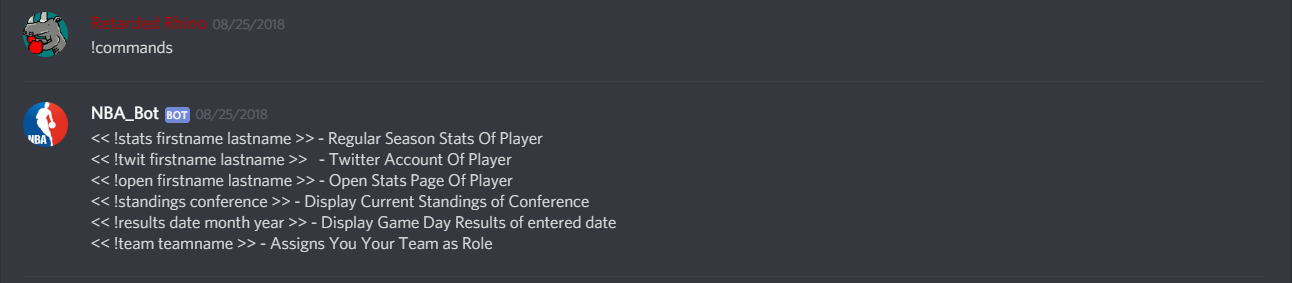 Retarded Rhino 08/25/2018
!commands
NBA_Bot BOT 08/25/2018
NBA
<< !stats firstname lastname >> - Regular Season Stats Of Player
<< !twit firstname lastname >> - Twitter Account Of Player
<< !open firstname lastname >> - Open Stats Page Of Player
<< !standings conference >> - Display Current Standings of Conference
<< !results date month year >> - Display Game Day Results of entered date
<< !team teamname >> - Assigns You Your Team as Role